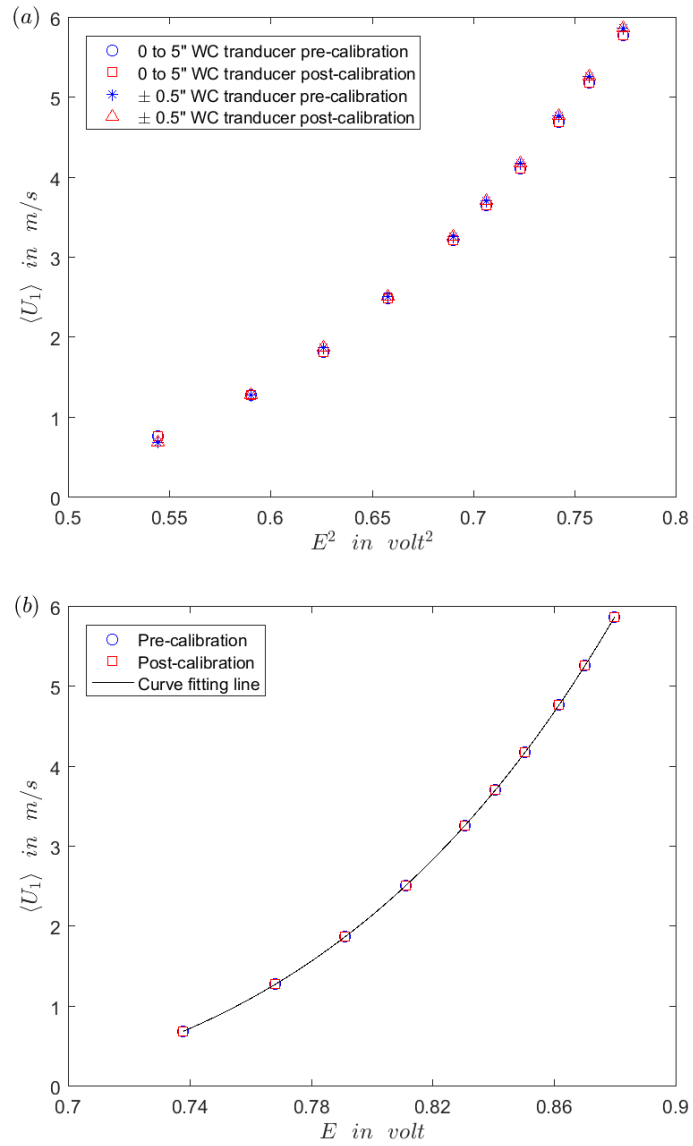 (a)
6
5
4
3
2
1
0
⟨U₁⟩ in m/s
0 to 5" WC tranducer pre-calibration
0 to 5" WC tranducer post-calibration
± 0.5" WC tranducer pre-calibration
± 0.5" WC tranducer post-calibration
0.5 0.55 0.6 0.65 0.7 0.75 0.8
E² in volt²
(b)
6
5
4
3
2
1
0
⟨U₁⟩ in m/s
Pre-calibration
Post-calibration
Curve fitting line
0.7 0.74 0.78 0.82 0.86 0.9
E in volt